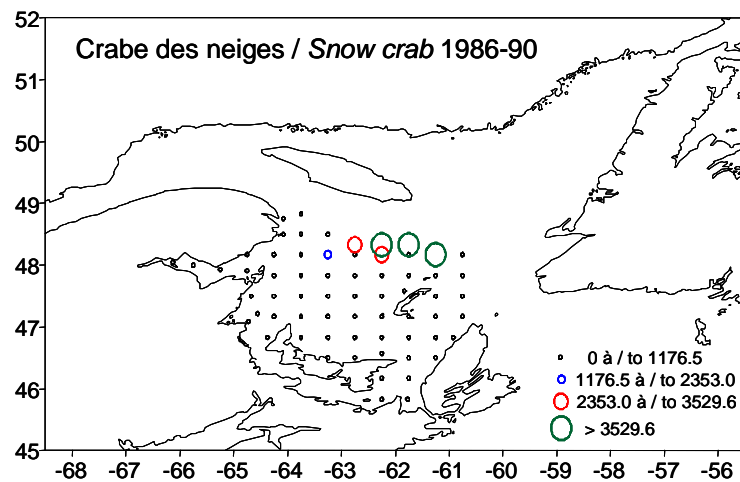 Crabe des neiges / Snow crab 1986-90
52
51
50
49
48
47
46
45
0 à / to 1176.5
1176.5 à / to 2353.0
2353.0 à / to 3529.6
> 3529.6
-68 -67 -66 -65 -64 -63 -62 -61 -60 -59 -58 -57 -56